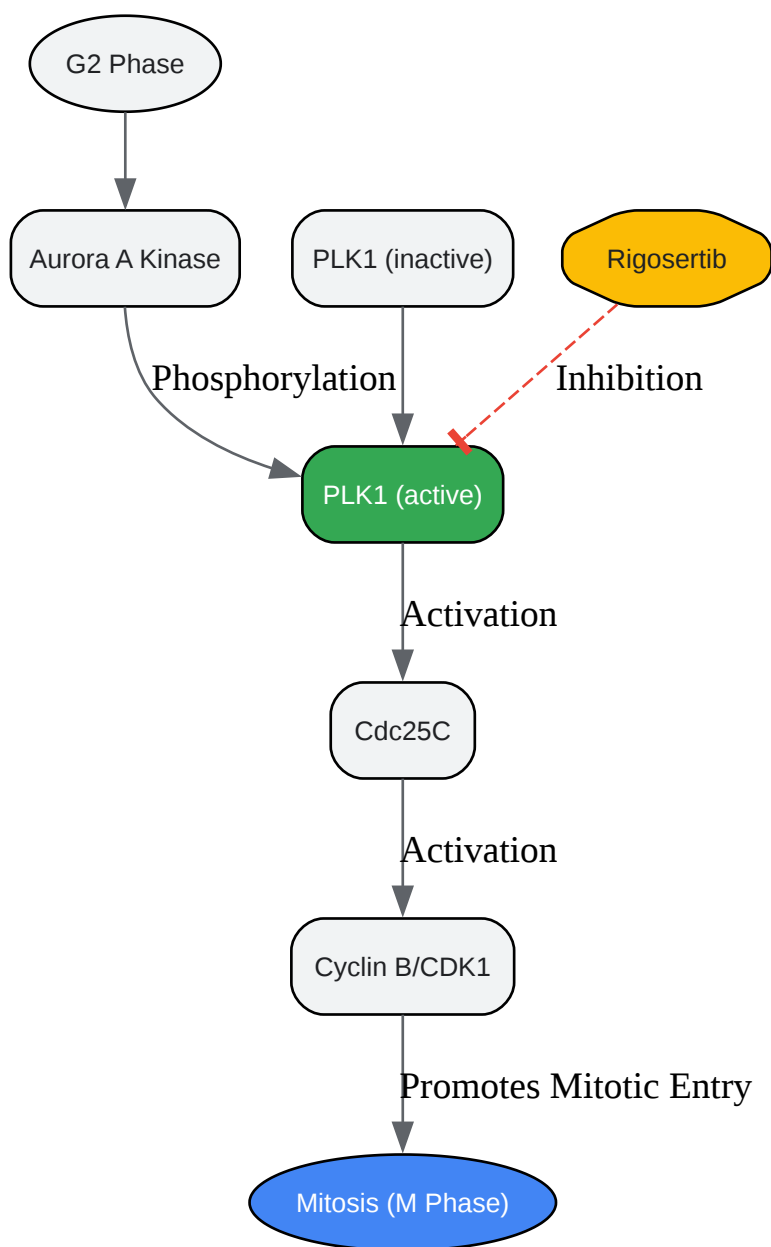 G2 Phase
Aurora A Kinase
PLK1 (inactive)
Rigosertib
Phosphorylation
Inhibition
PLK1 (active)
Activation
Cdc25C
Activation
Cyclin B/CDK1
Promotes Mitotic Entry
Mitosis (M Phase)